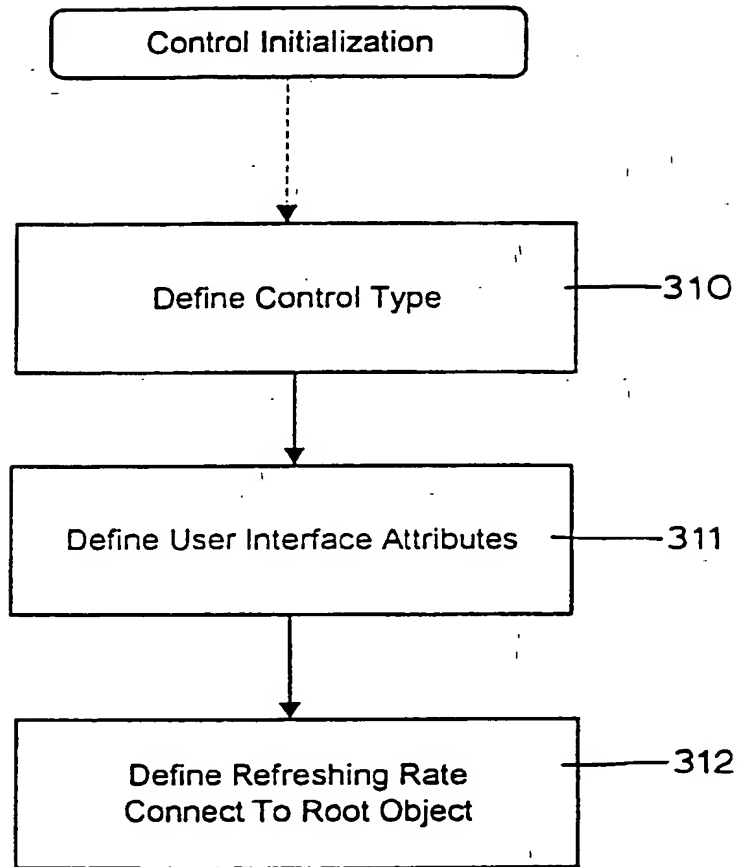 Control Initialization
Define Control Type
310
Define User Interface Attributes
311
Define Refreshing Rate
Connect To Root Object
312